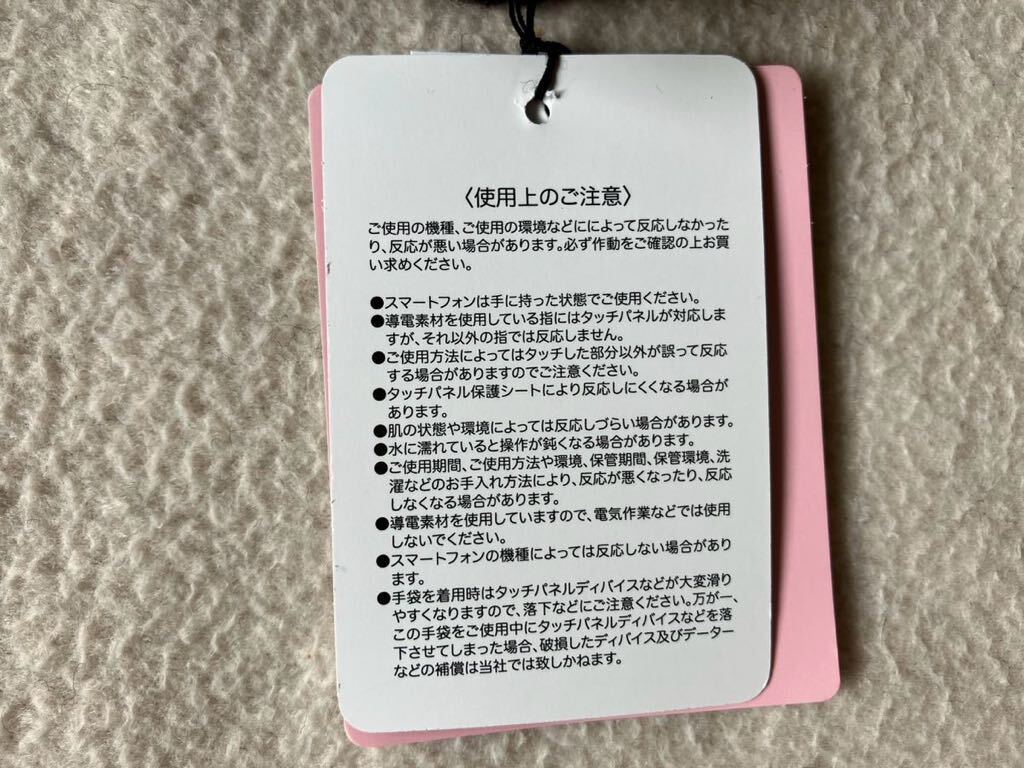 〈使用上のご注意〉
ご使用の機種、ご使用の環境などにによって反応しなかった
り、反応が悪い場合があります。必ず作動をご確認の上お買
い求めください。
●スマートフォンは手に持った状態でご使用ください。
●導電素材を使用している指にはタッチパネルが対応しま
すが、それ以外の指では反応しません。
●ご使用方法によってはタッチした部分以外が誤って反応
する場合がありますのでご注意ください。
●タッチパネル保護シートにより反応しにくくなる場合が
あります。
●肌の状態や環境によっては反応しづらい場合があります。
●水に濡れていると操作が鈍くなる場合があります。
●ご使用期間、ご使用方法や環境、保管期間、保管環境、洗
濯などのお手入れ方法により、反応が悪くなったり、反応
しなくなる場合があります。
●導電素材を使用していますので、電気作業などでは使用
しないでください。
●スマートフォンの機種によっては反応しない場合があり
ます。
●手袋を着用時はタッチパネルディバイスなどが大変滑り
やすくなりますので、落下などにご注意ください。万が一、
この手袋をご使用中にタッチパネルディバイスなどを落
下させてしまった場合、破損したディバイス及びデーター
などの補償は当社では致しかねます。